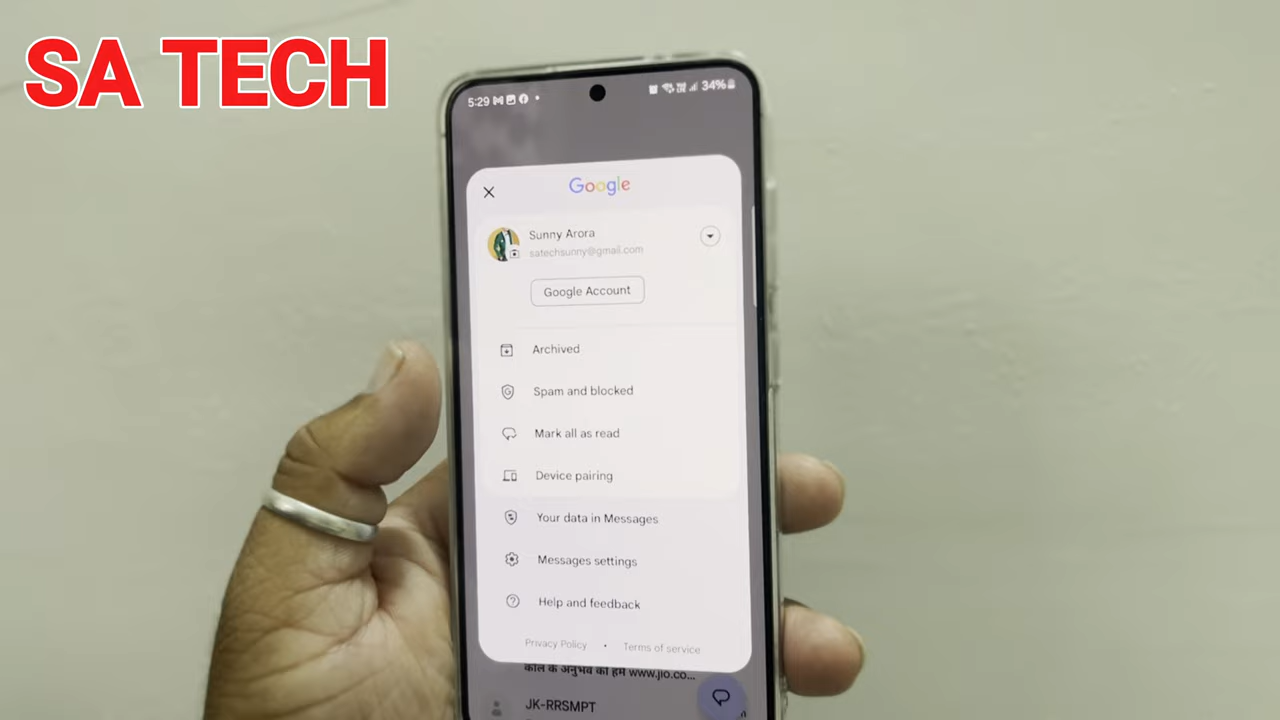 SA TECH
5:29
34%
Google
Sunny Arora
satechsunny@gmail.com
Google Account
Archived
Spam and blocked
Mark all as read
Device pairing
Your data in Messages
Messages settings
Help and feedback
Privacy Policy • Terms of service
काल के अनुभव की हमे www.jio.co...
JK-RRSMPT